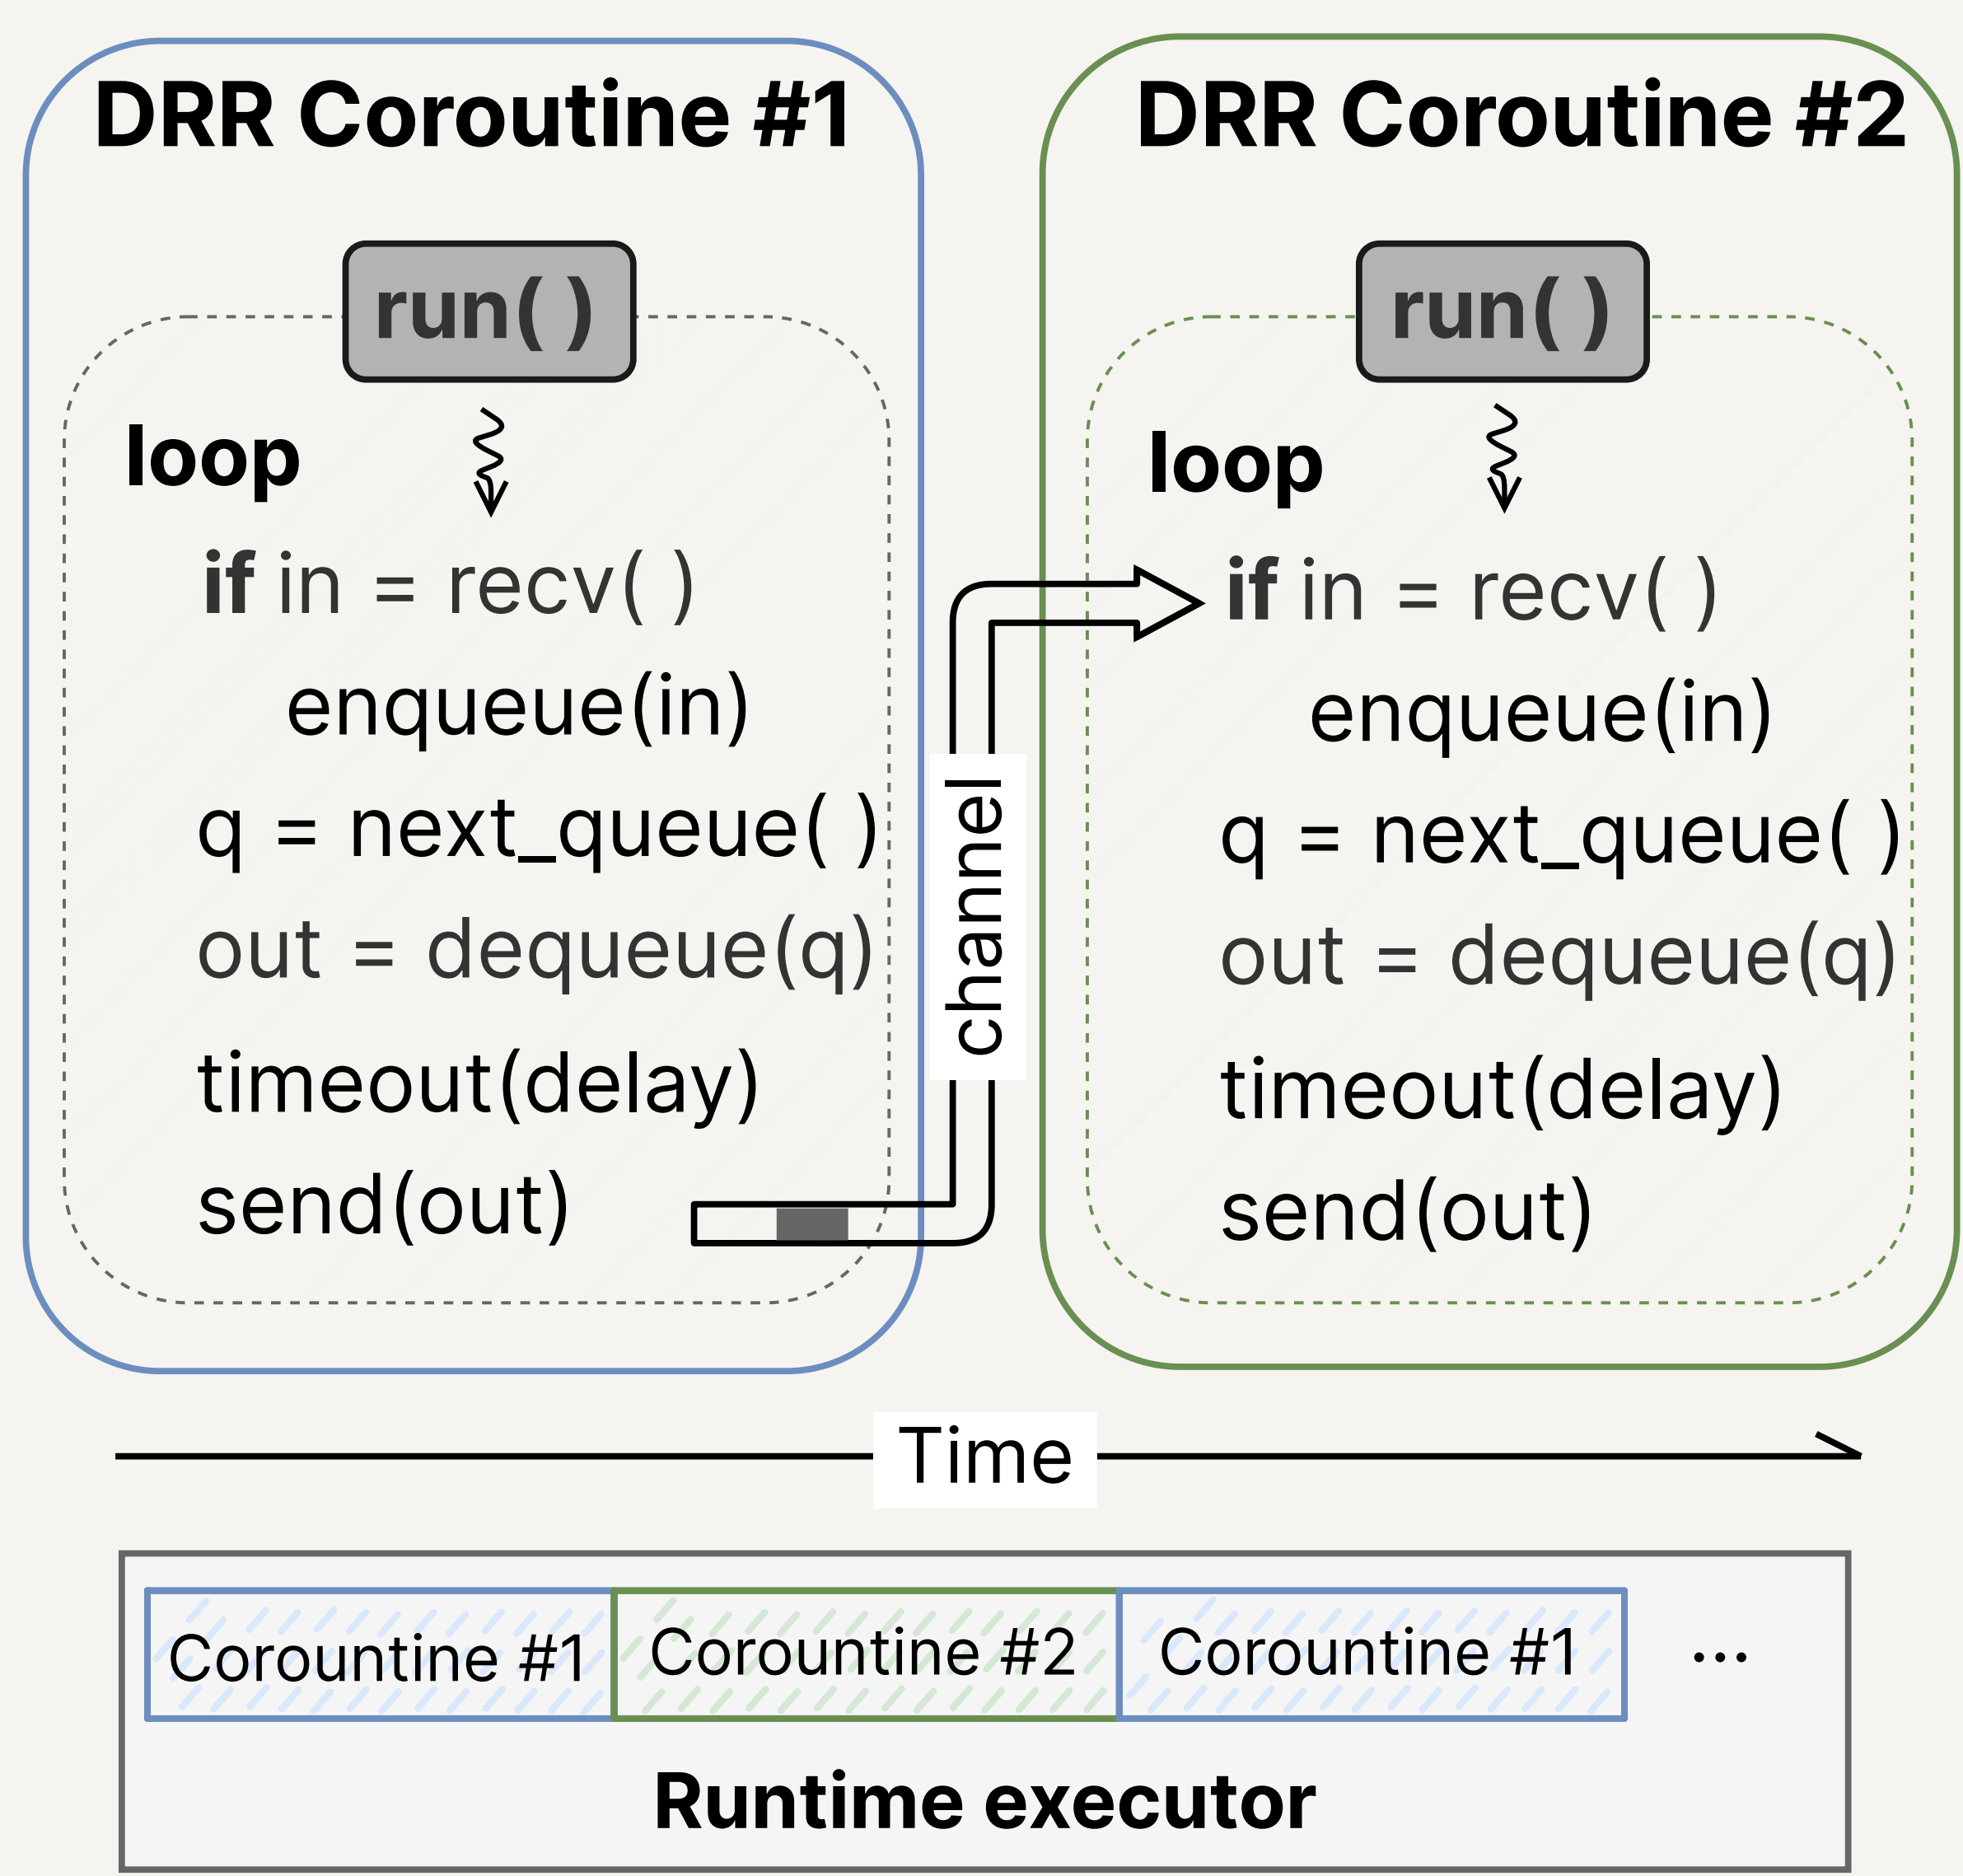 DRR Coroutine #1
run( )
loop
if in = recv( )
enqueue(in)
q = next_queue( )
out = dequeue(q)
timeout(delay)
send(out)
channel
DRR Coroutine #2
run( )
loop
if in = recv( )
enqueue(in)
q = next_queue( )
out = dequeue(q)
timeout(delay)
send(out)
Time
Corountine #1
Corountine #2
Corountine #1
...
Runtime executor